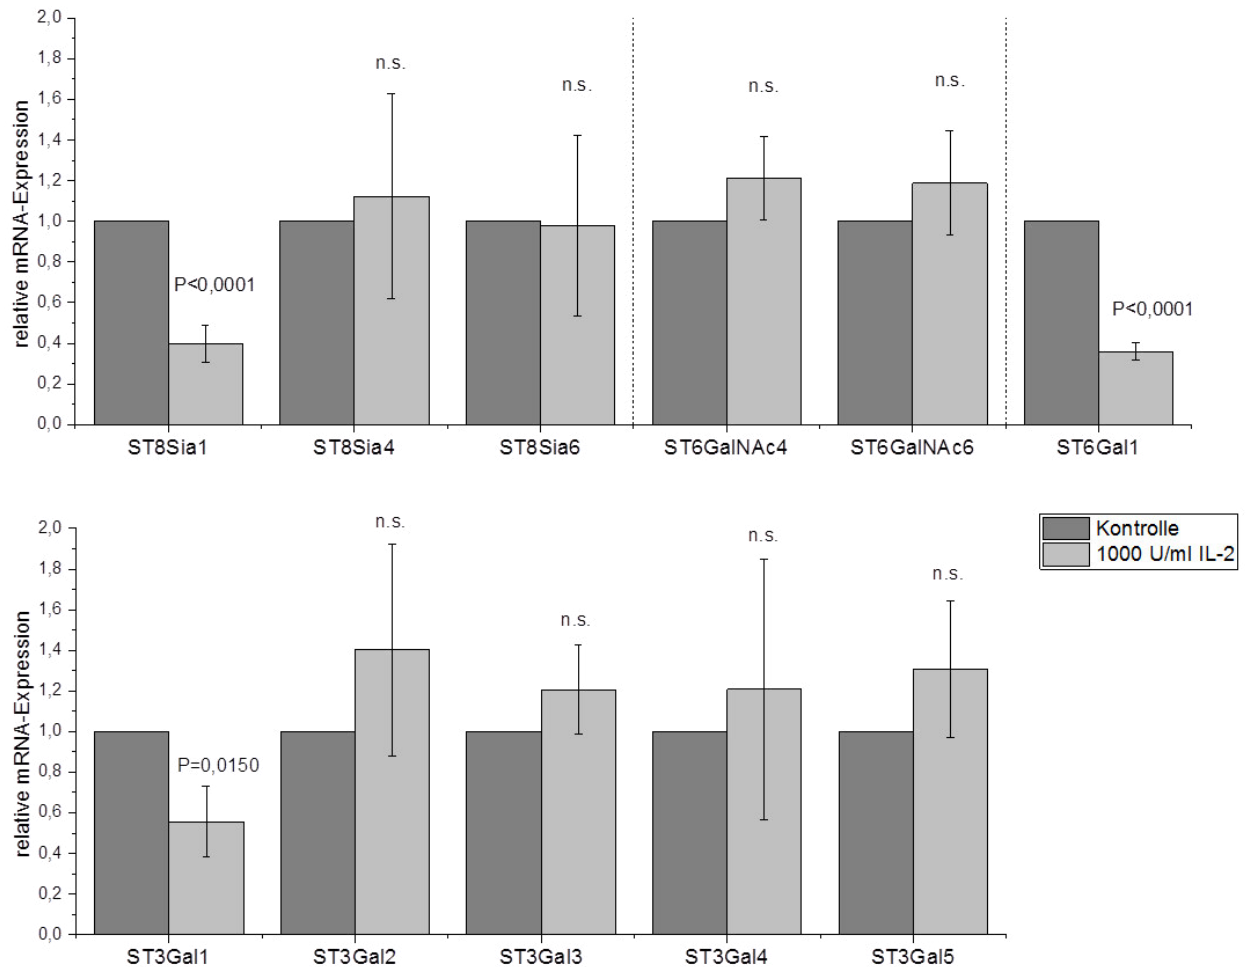 relative mRNA-Expression
2,0
1,8
1,6
1,4
1,2
1,0
0,8
0,6
0,4
0,2
0,0
P<0,0001
n.s.
n.s.
n.s.
n.s.
P<0,0001
ST8Sia1 ST8Sia4 ST8Sia6 ST6GalNAc4 ST6GalNAc6 ST6Gal1
relative mRNA-Expression
2,0
1,8
1,6
1,4
1,2
1,0
0,8
0,6
0,4
0,2
0,0
P=0,0150
n.s.
n.s.
n.s.
n.s.
ST3Gal1 ST3Gal2 ST3Gal3 ST3Gal4 ST3Gal5
Kontrolle
1000 U/ml IL-2